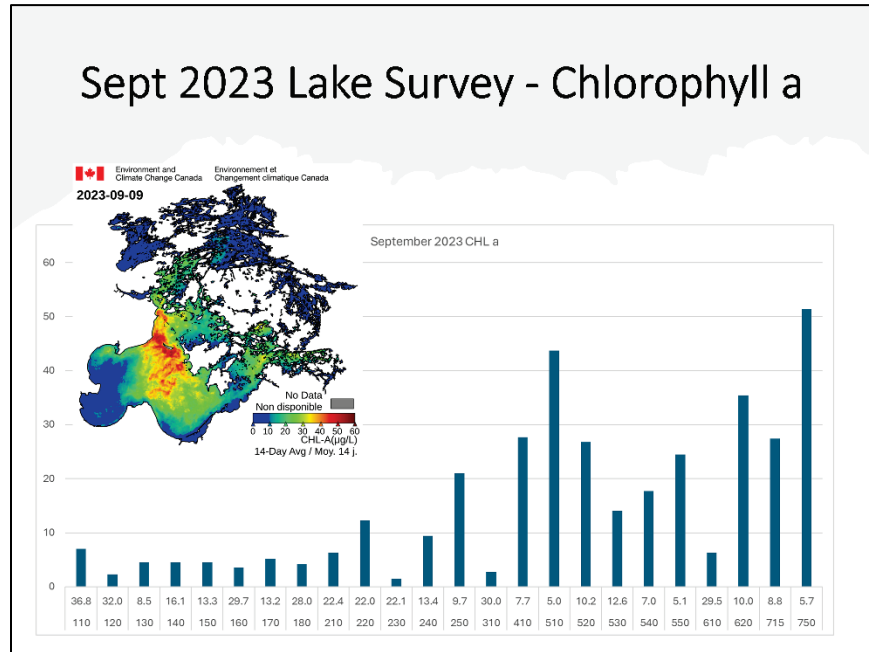 Sept 2023 Lake Survey - Chlorophyll a
Environment and
Climate Change Canada
Environnement et
Changement climatique Canada
2023-09-09
No Data
Non disponible
0 10 20 30 40 50 60
CHL-A(µg/L)
14-Day Avg / Moy. 14 j.
September 2023 CHL a
60
50
40
30
20
10
0
36.8 32.0 8.5 16.1 13.3 29.7 13.2 28.0 22.4 22.0 22.1 13.4 9.7 30.0 7.7 5.0 10.2 12.6 7.0 5.1 29.5 10.0 8.8 5.7
110 120 130 140 150 160 170 180 210 220 230 240 250 310 410 510 520 530 540 550 610 620 715 750